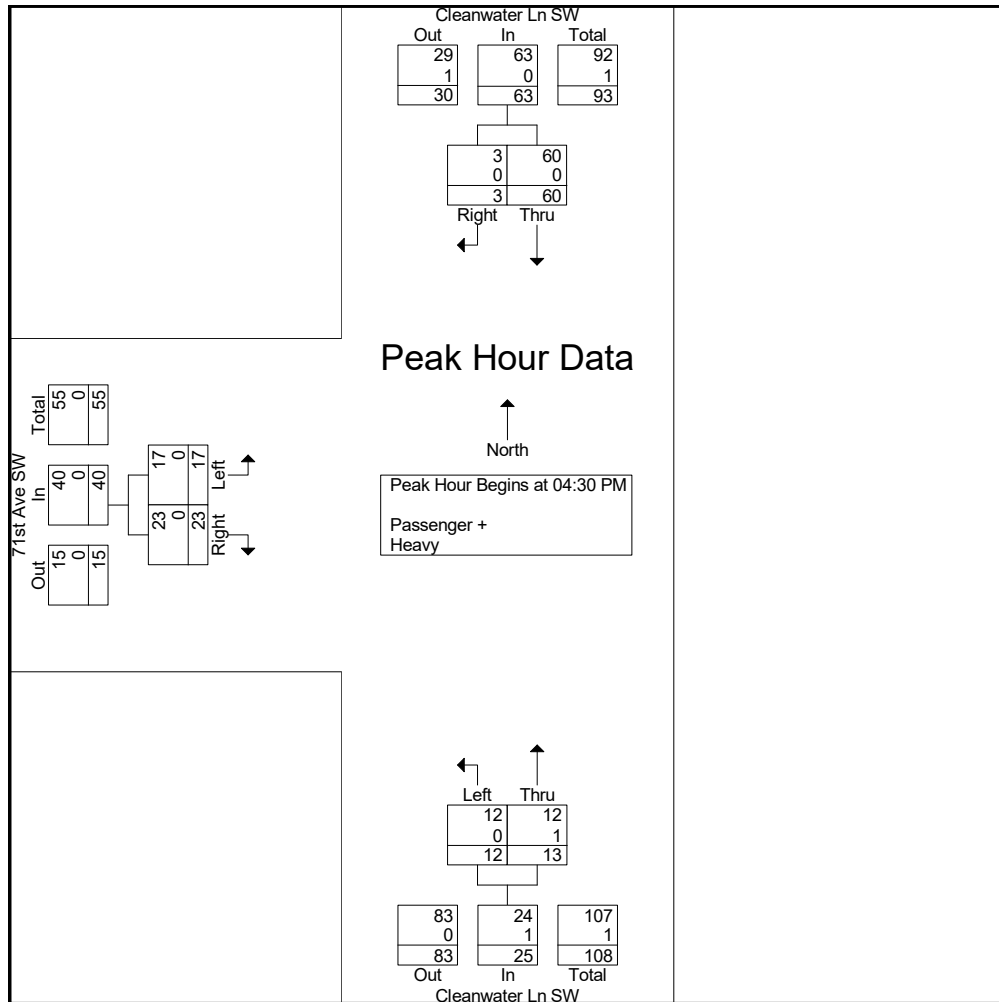 Cleanwater Ln SW
Out In Total
29 63 92
1 0 1
30 63 93
3 60
0 0
3 60
Right Thru
Peak Hour Data
North
Peak Hour Begins at 04:30 PM
Passenger +
Heavy
71st Ave SW
Out In Total
15 40 55
0 0 0
15 40 55
23 17
0 0
23 17
Right Left
Left Thru
12 12
0 1
12 13
83 24 107
0 1 1
83 25 108
Out In Total
Cleanwater Ln SW